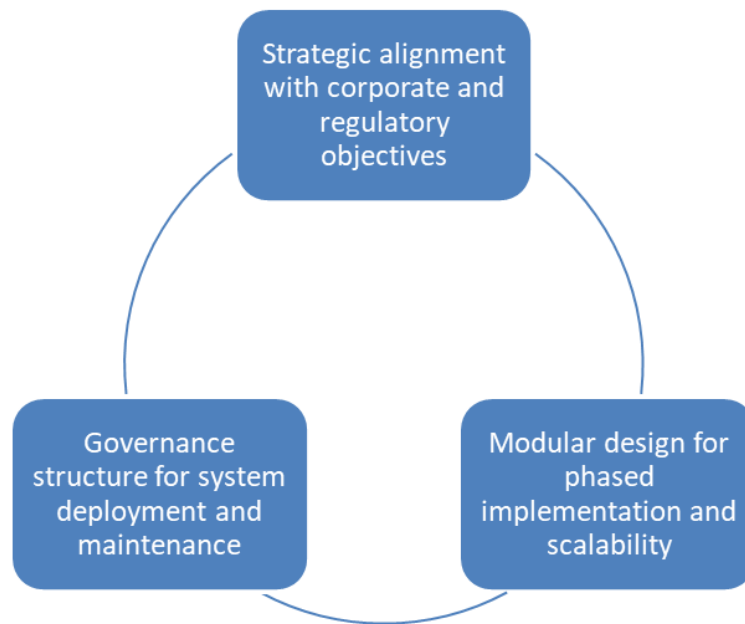 Strategic alignment
with corporate and
regulatory
objectives
Governance
structure for system
deployment and
maintenance
Modular design for
phased
implementation and
scalability